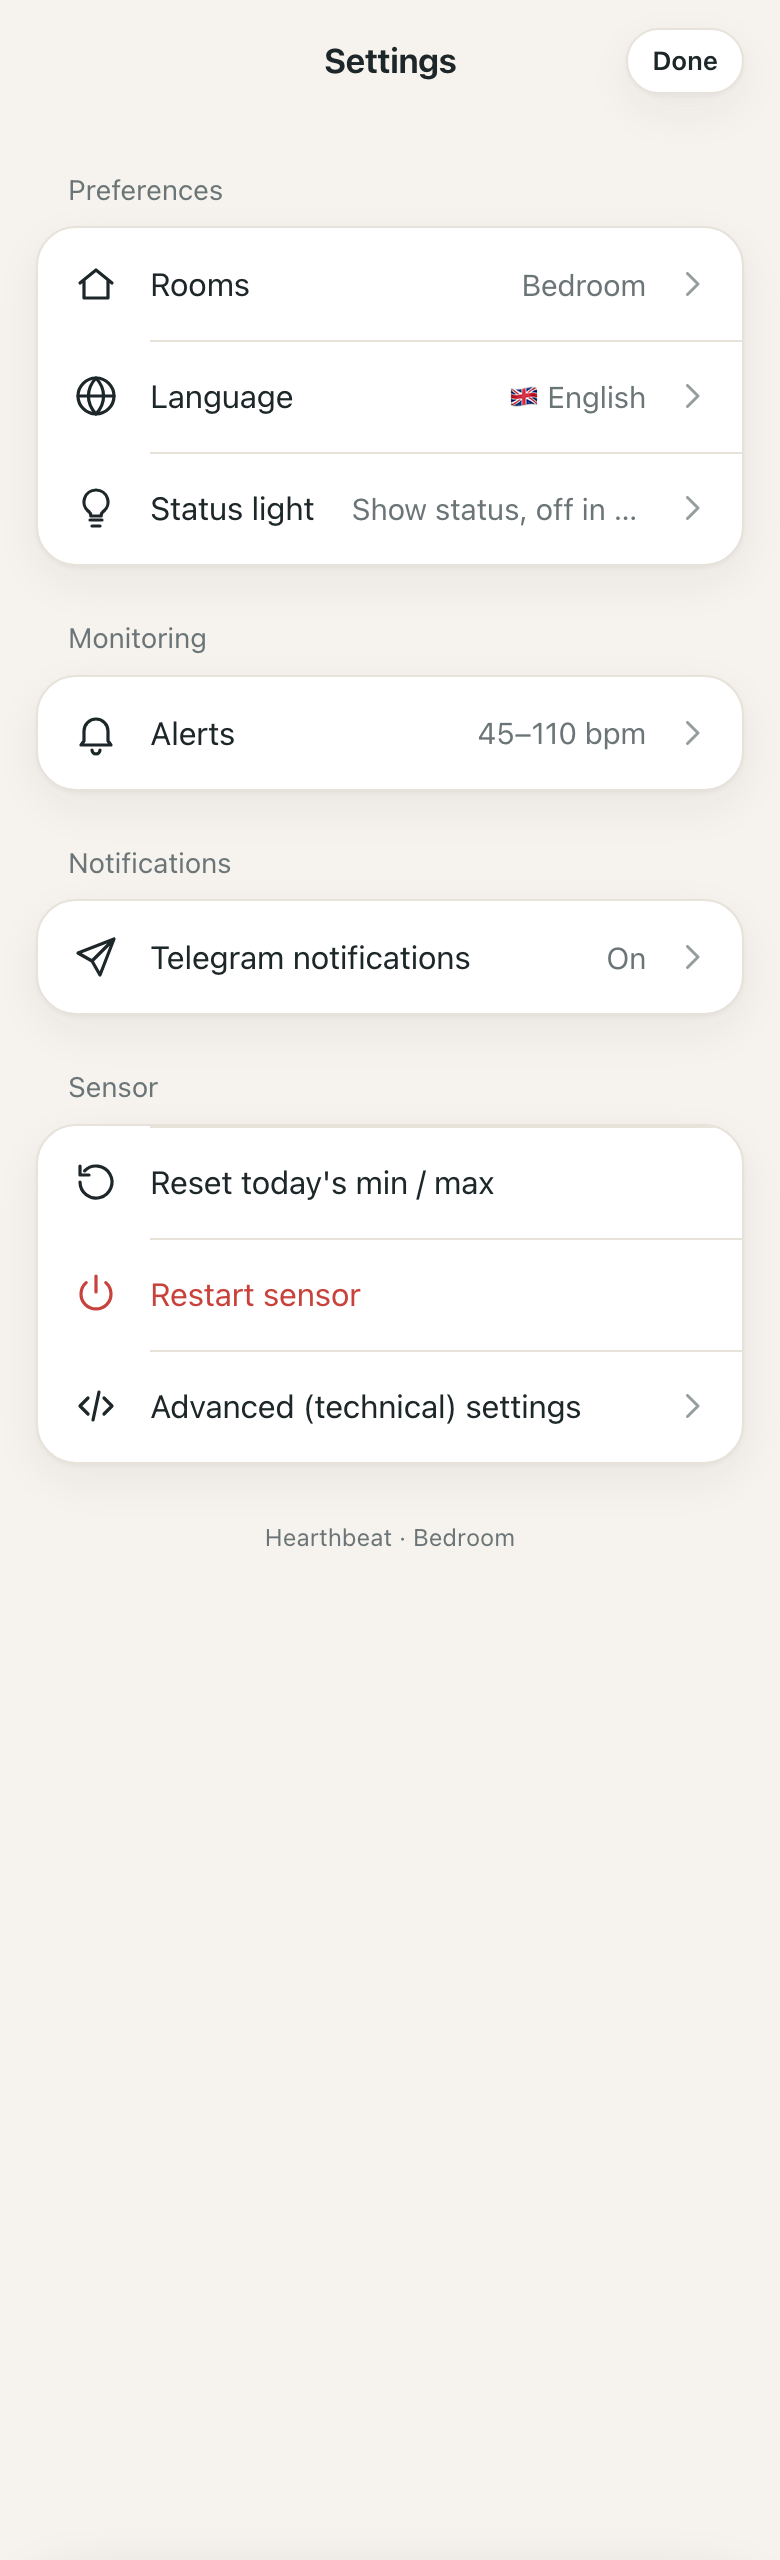 Settings
Done
Preferences
Rooms Bedroom
Language 🇬🇧 English
Status light Show status, off in ...
Monitoring
Alerts 45–110 bpm
Notifications
Telegram notifications On
Sensor
Reset today's min / max
Restart sensor
Advanced (technical) settings
Hearthbeat · Bedroom